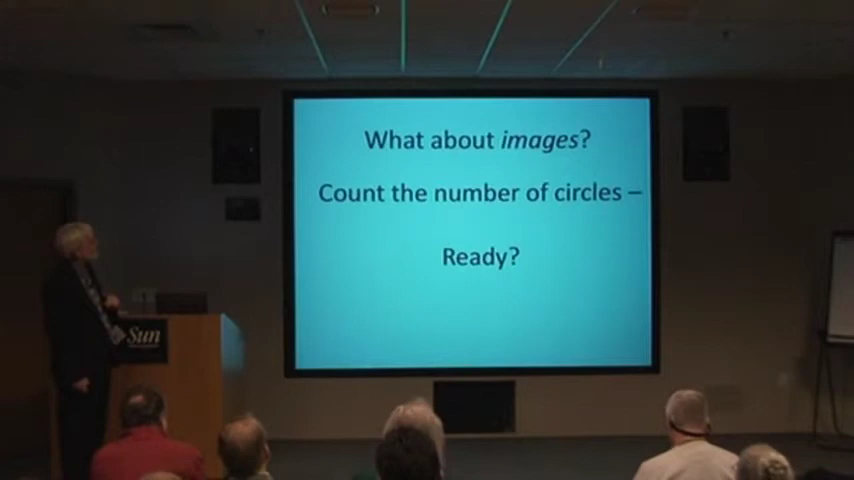 What about images?
Count the number of circles –
Ready?
Sun